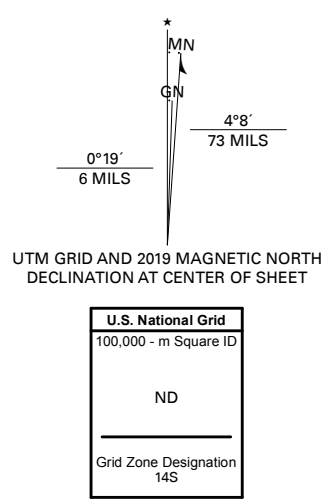 ★
MN
GN
4°8´
73 MILS
0°19´
6 MILS
UTM GRID AND 2019 MAGNETIC NORTH
DECLINATION AT CENTER OF SHEET
U.S. National Grid
100,000 - m Square ID
ND
Grid Zone Designation
14S